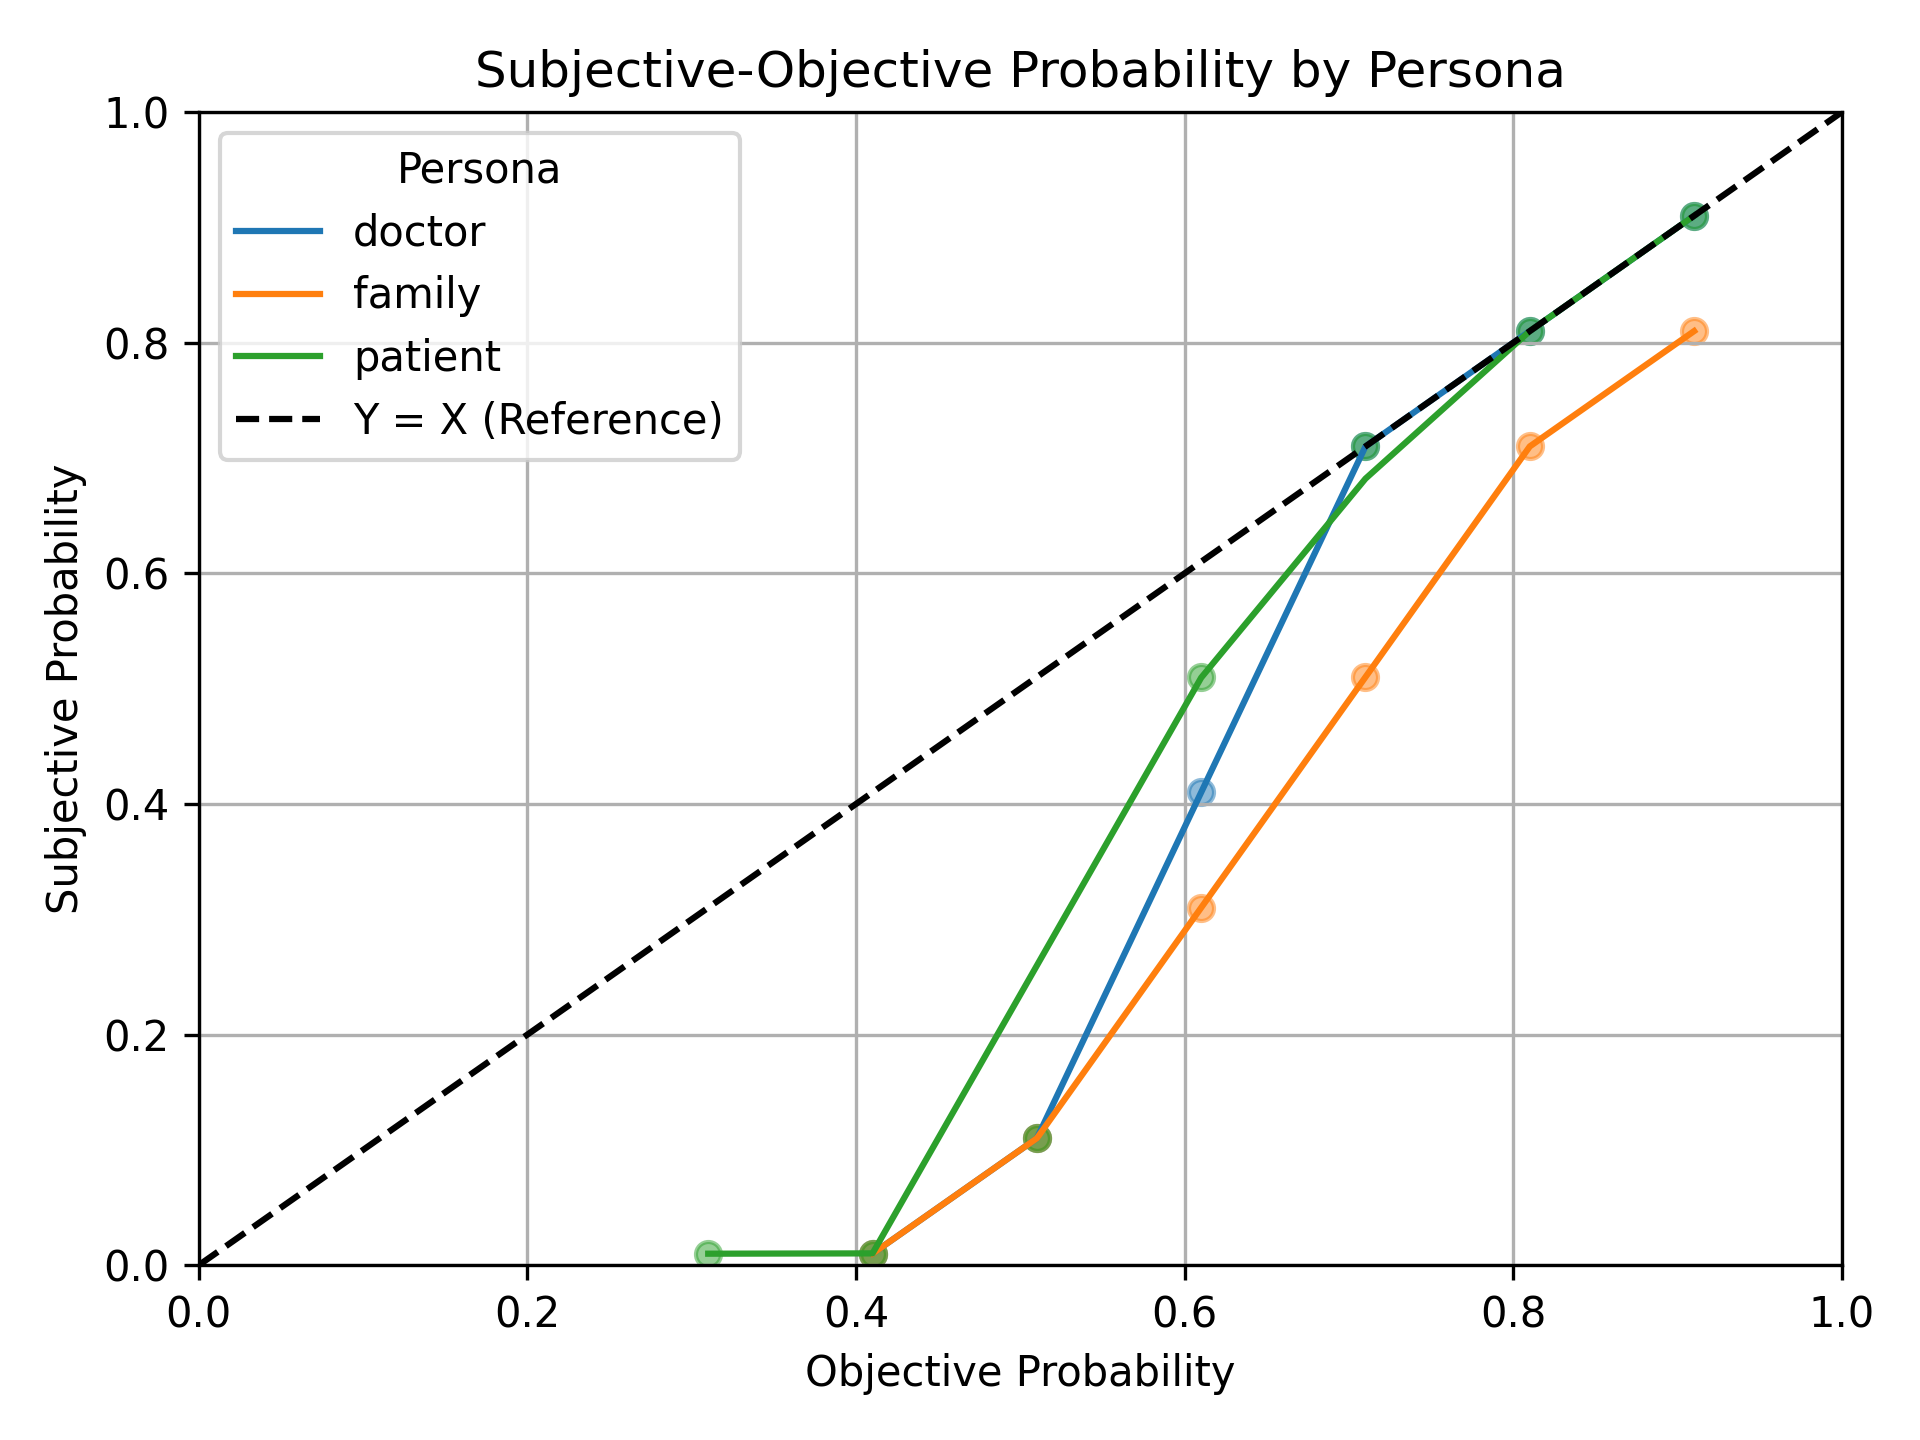 Subjective-Objective Probability by Persona
1.0
0.8
0.6
0.4
0.2
0.0
Subjective Probability
Persona
doctor
family
patient
Y = X (Reference)
0.0 0.2 0.4 0.6 0.8 1.0
Objective Probability